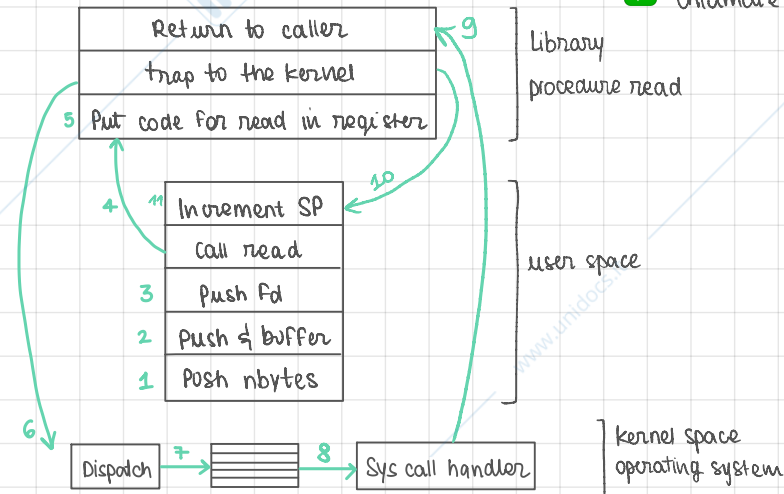 Return to caller
9
Library
trap to the kernel
procedure read
5 Put code for read in register
10
4
11 Increment SP
Call read
user space
3 Push fd
2 Push & buffer
1 Posh nbytes
www.unidocs.
6
7
8
Dispatch
Sys call handler
kernel space
operating system